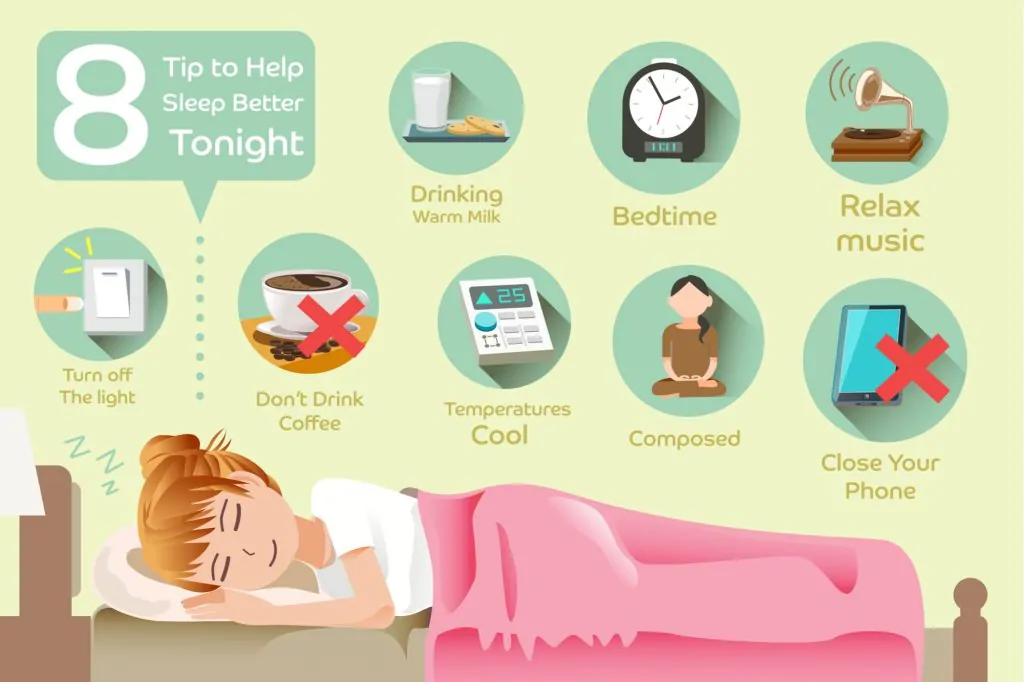 8
Tip to Help
Sleep Better
Tonight
Drinking
Warm Milk
Bedtime
Relax
music
Turn off
The light
Don't Drink
Coffee
25
Temperatures
Cool
Composed
Close Your
Phone
Z
Z
Z